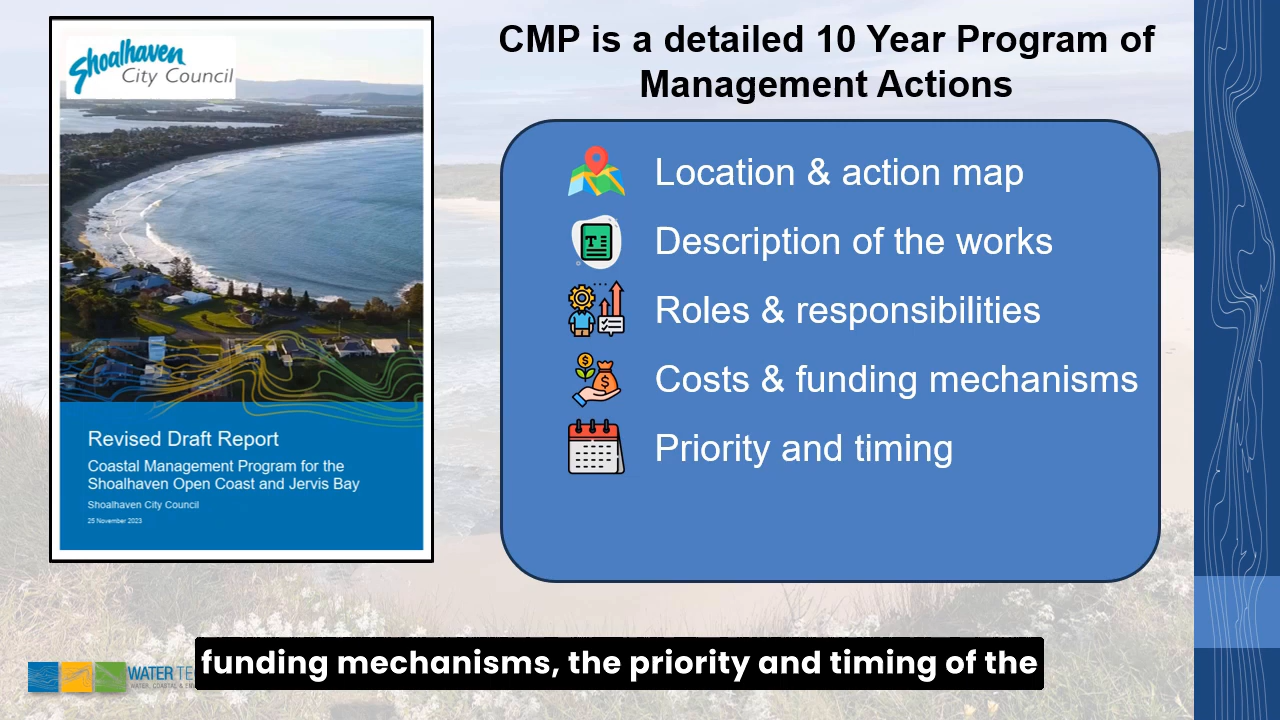 Shoalhaven
City Council
Revised Draft Report
Coastal Management Program for the
Shoalhaven Open Coast and Jervis Bay
Shoalhaven City Council
25 November 2023
CMP is a detailed 10 Year Program of
Management Actions
Location & action map
Description of the works
Roles & responsibilities
Costs & funding mechanisms
Priority and timing
WATER
WATER, COASTAL &
funding mechanisms, the priority and timing of the